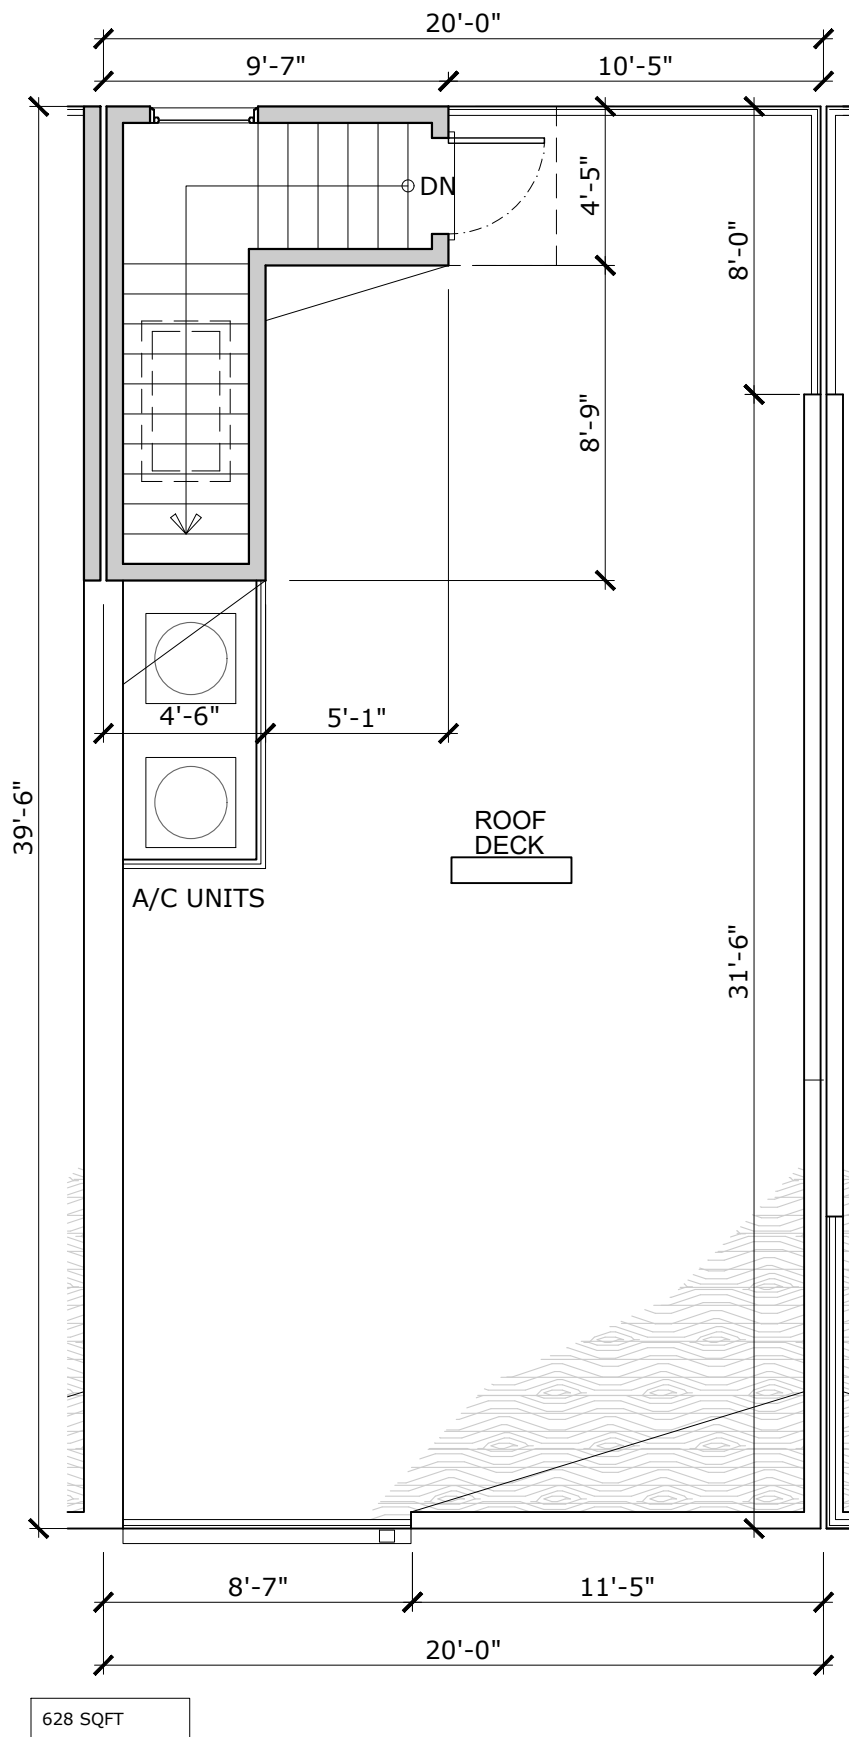 20'-0"
9'-7"
10'-5"
DN
4'-5"
8'-0"
8'-9"
4'-6"
5'-1"
39'-6"
ROOF
DECK
A/C UNITS
31'-6"
8'-7"
11'-5"
20'-0"
628 SQFT